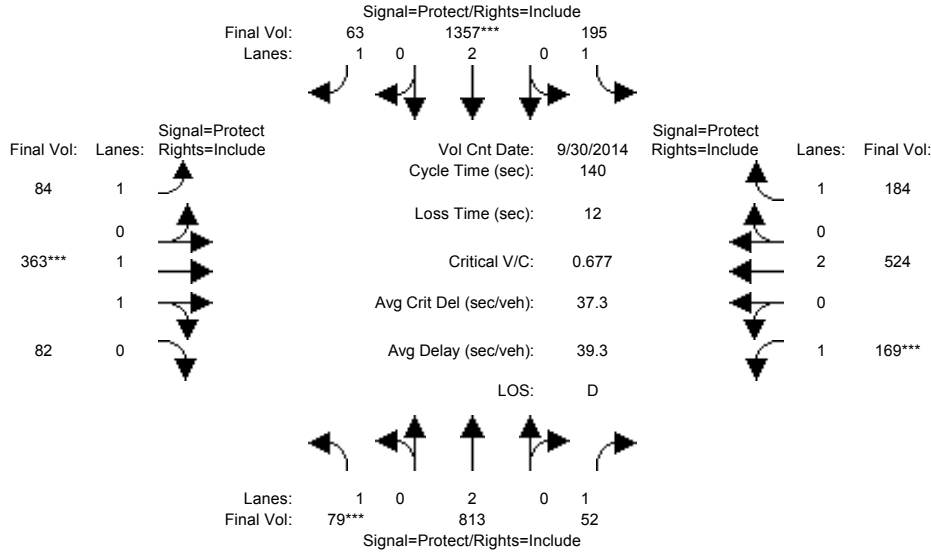 Signal=Protect/Rights=Include
Final Vol: 63 1357*** 195
Lanes: 1 0 2 0 1
Signal=Protect
Final Vol: Lanes: Rights=Include
Vol Cnt Date: 9/30/2014
Signal=Protect
Rights=Include Lanes: Final Vol:
Cycle Time (sec): 140
84 1
1 184
Loss Time (sec): 12
0
0
363*** 1
Critical V/C: 0.677
2 524
1
Avg Crit Del (sec/veh): 37.3
0
82 0
Avg Delay (sec/veh): 39.3
1 169***
LOS: D
Lanes: 1 0 2 0 1
Final Vol: 79*** 813 52
Signal=Protect/Rights=Include